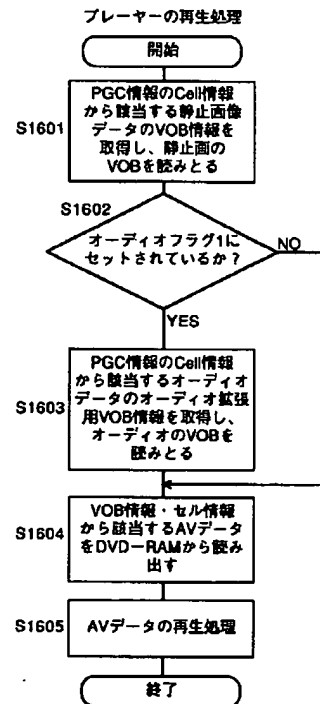 プレーヤーの再生処理
開始
S1601
PGC情報のCell情報
から該当する静止画像
データのVOB情報を
取得し、静止画の
VOBを読みとる
S1602
オーディオフラグ1に
セットされているか?
NO
YES
S1603
PGC情報のCell情報
から該当するオーディオ
データのオーディオ拡張
用VOB情報を取得し、
オーディオのVOBを
読みとる
S1604
VOB情報・セル情報
から該当するAVデータ
をDVD-RAMから読み
出す
S1605
AVデータの再生処理
終了